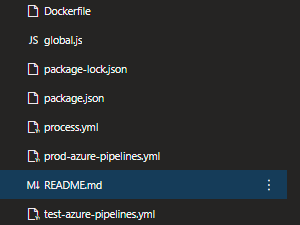 Dockerfile
JS global.js
package-lock.json
package.json
process.yml
prod-azure-pipelines.yml
M↓ README.md
test-azure-pipelines.yml